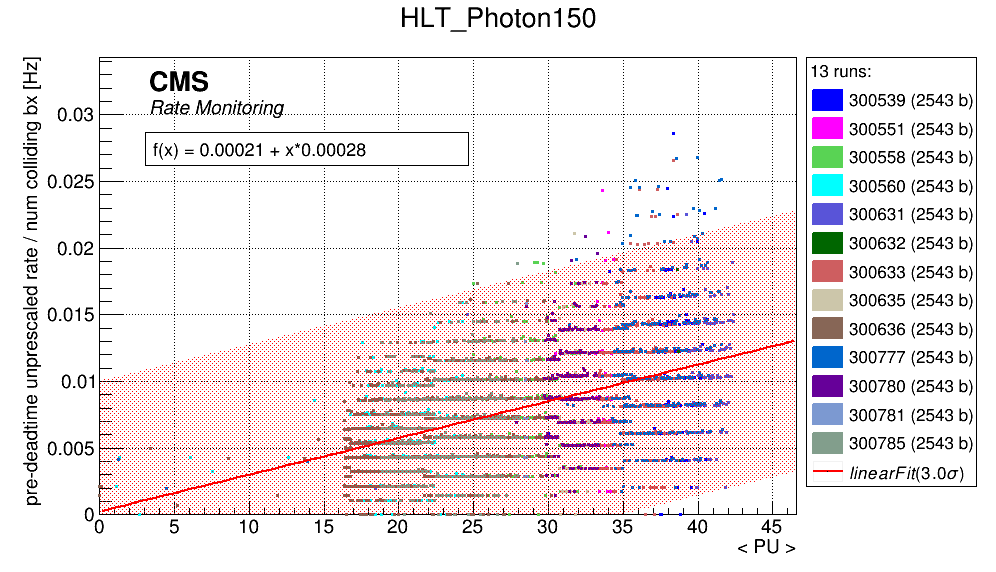 HLT_Photon150
pre-deadtime unprescaled rate / num colliding bx [Hz]
CMS
Rate Monitoring
f(x) = 0.00021 + x*0.00028
0.03
0.025
0.02
0.015
0.01
0.005
0
0 5 10 15 20 25 30 35 40 45
< PU >
13 runs:
300539 (2543 b)
300551 (2543 b)
300558 (2543 b)
300560 (2543 b)
300631 (2543 b)
300632 (2543 b)
300633 (2543 b)
300635 (2543 b)
300636 (2543 b)
300777 (2543 b)
300780 (2543 b)
300781 (2543 b)
300785 (2543 b)
linearFit(3.0σ)